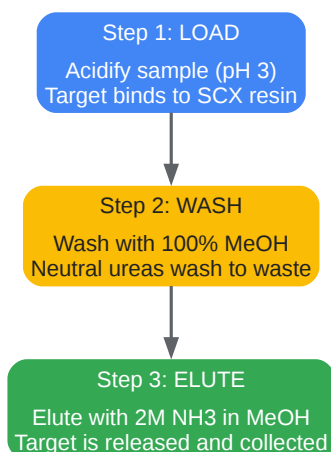 Step 1: LOAD
Acidify sample (pH 3)
Target binds to SCX resin
Step 2: WASH
Wash with 100% MeOH
Neutral ureas wash to waste
Step 3: ELUTE
Elute with 2M NH3 in MeOH
Target is released and collected